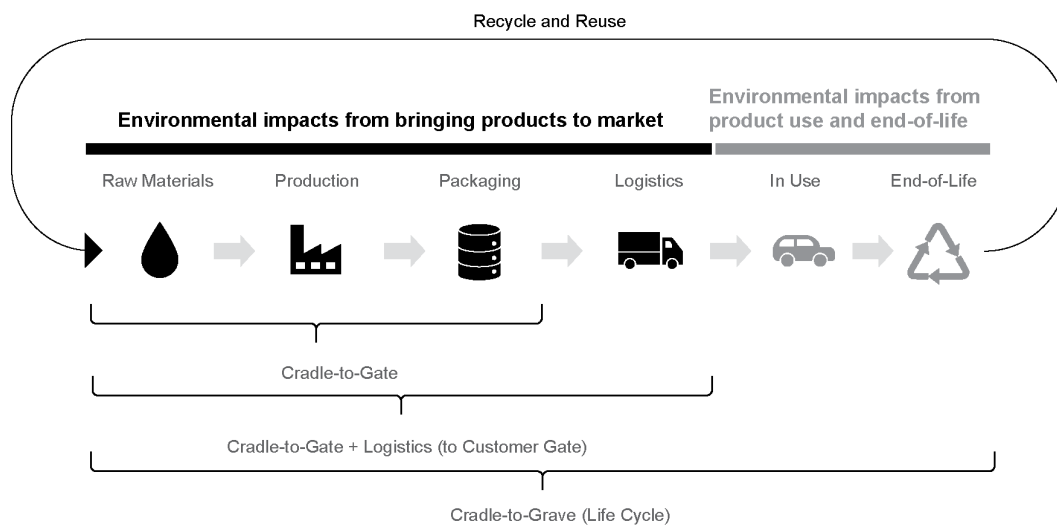 Recycle and Reuse
Environmental impacts from bringing products to market
Environmental impacts from
product use and end-of-life
Raw Materials
Production
Packaging
Logistics
In Use
End-of-Life
Cradle-to-Gate
Cradle-to-Gate + Logistics (to Customer Gate)
Cradle-to-Grave (Life Cycle)